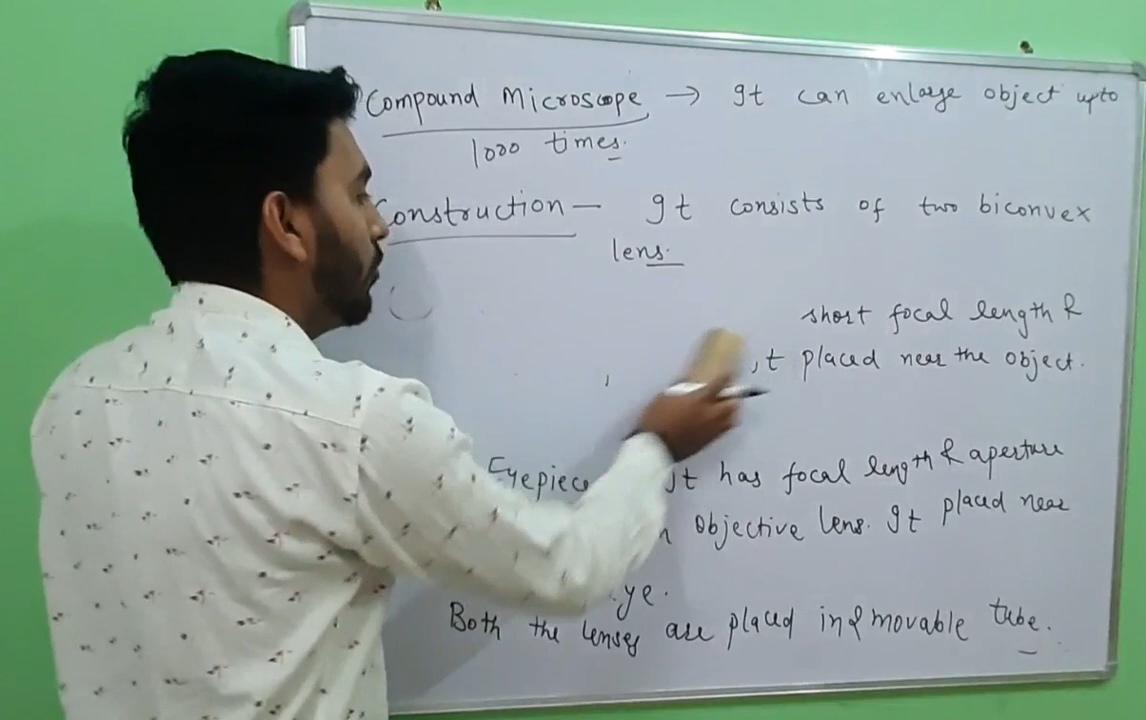 Compound Microscope → It can enlarge object upto
1000 times.
Construction — It consists of two biconvex
lens.
short focal length &
t placed near the object.
Eyepiece It has focal length & aperture
Objective lens. It placed near
ye.
Both the lenses are placed in movable tube.